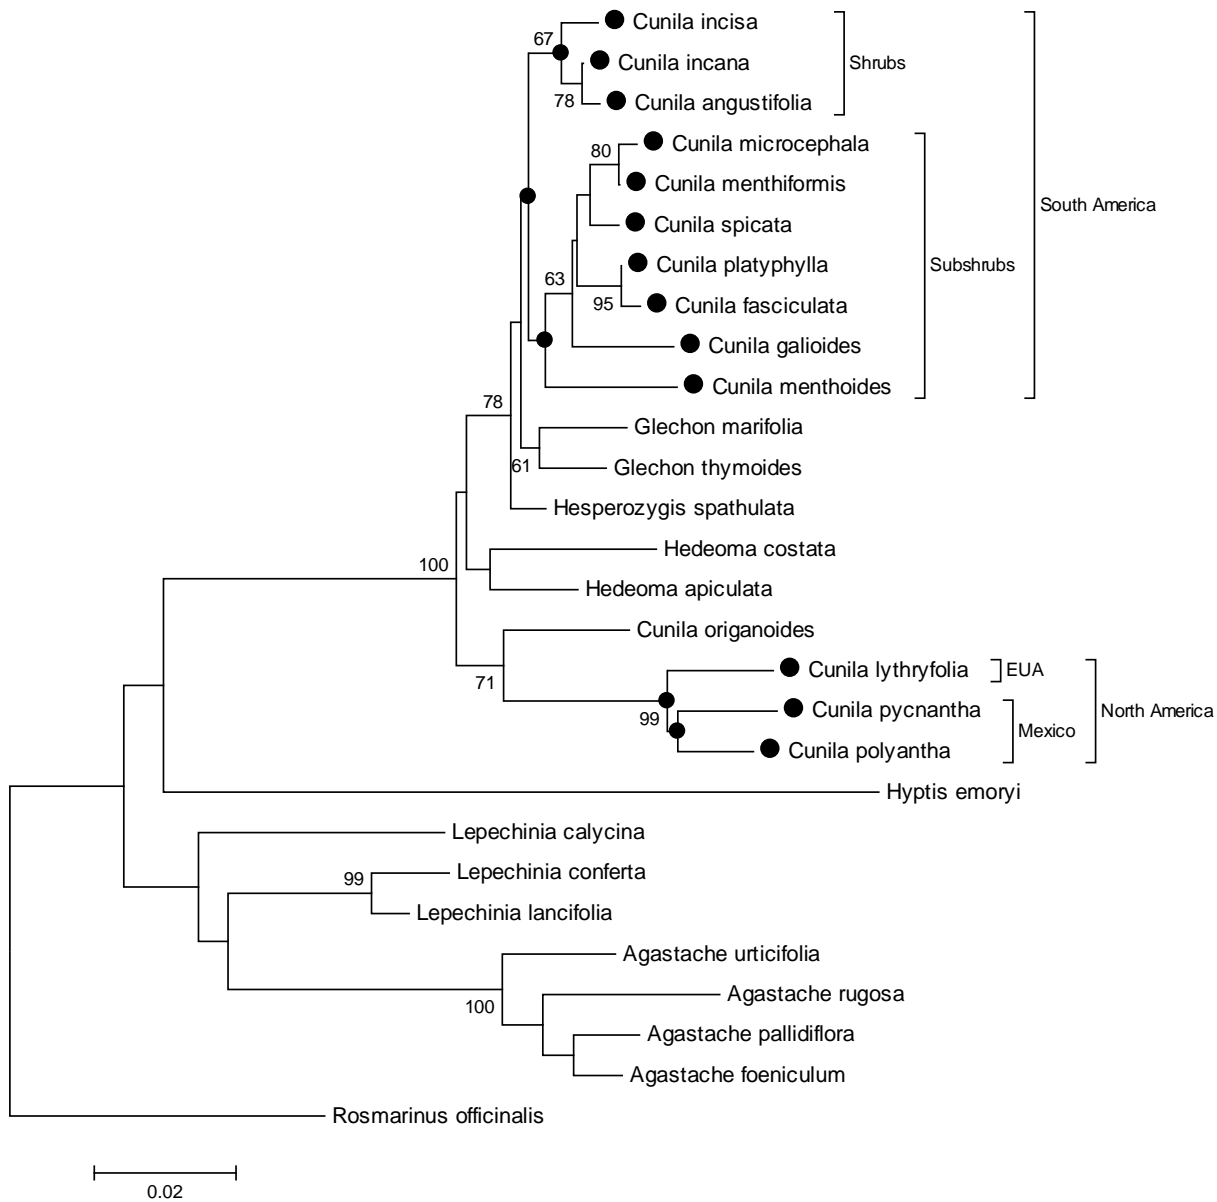 Cunila incisa
67
Cunila incana
Shrubs
78
Cunila angustifolia
Cunila microcephala
80
Cunila menthiformis
South America
Cunila spicata
Cunila platyphylla
Subshrubs
63
95
Cunila fasciculata
Cunila galioides
Cunila menthoides
78
Glechon marifolia
61
Glechon thymoides
Hesperozygis spathulata
Hedeoma costata
100
Hedeoma apiculata
Cunila origanoides
71
Cunila lythryfolia
EUA
99
Cunila pycnantha
Mexico
North America
Cunila polyantha
Hyptis emoryi
Lepechinia calycina
99
Lepechinia conferta
Lepechinia lancifolia
Agastache urticifolia
100
Agastache rugosa
Agastache pallidiflora
Agastache foeniculum
Rosmarinus officinalis
0.02